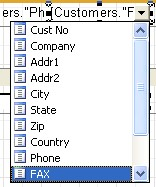 ers."Ph [Customers."F
Cust No
Company
Addr1
Addr2
City
State
Zip
Country
Phone
FAX